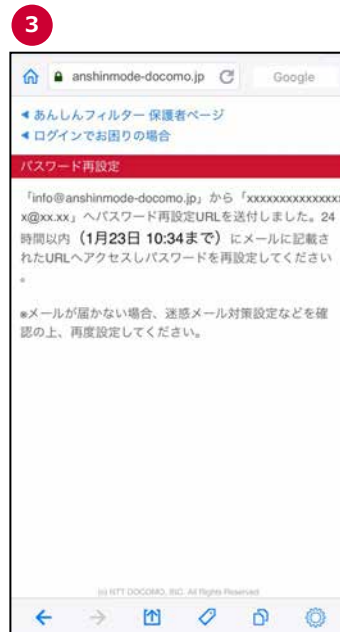 3
anshinmode-docomo.jp
Google
◀ あんしんフィルター 保護者ページ
◀ ログインでお困りの場合
パスワード再設定
「info@anshinmode-docomo.jp」から「xxxxxxxxxxxxxx
x@xx.xx」へパスワード再設定URLを送付しました。24
時間以内（1月23日 10:34まで）にメールに記載さ
れたURLへアクセスしパスワードを再設定してください
。
※メールが届かない場合、迷惑メール対策設定などを確
認の上、再度設定してください。
(c) NTT DOCOMO, INC. All Rights Reserved